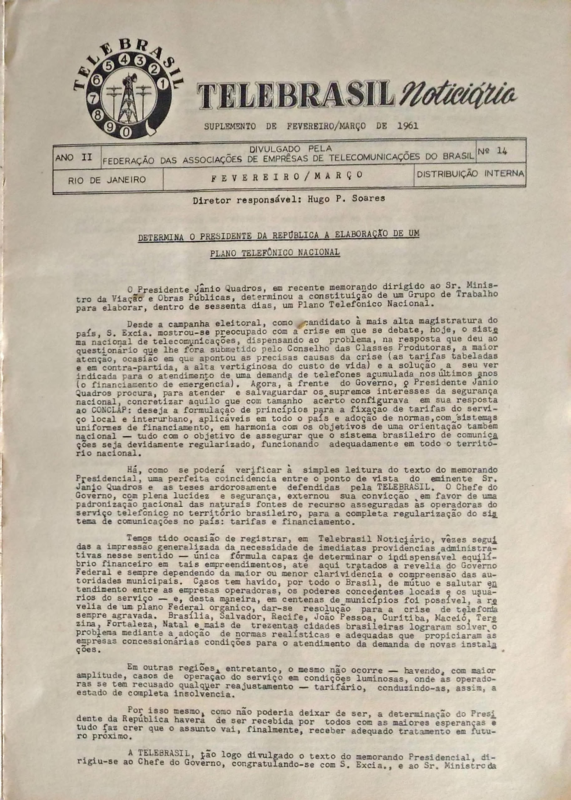 TELEBRASIL
TELEBRASIL Noticiário
SUPLEMENTO DE FEVEREIRO/MARÇO DE 1961
ANO II
DIVULGADO PELA
FEDERAÇÃO DAS ASSOCIAÇÕES DE EMPRÊSAS DE TELECOMUNICAÇÕES DO BRASIL
Nº 14
RIO DE JANEIRO
FEVEREIRO/MARÇO
DISTRIBUIÇÃO INTERNA
Diretor responsável: Hugo P. Soares
DETERMINA O PRESIDENTE DA REPÚBLICA A ELABORAÇÃO DE UM
PLANO TELEFÔNICO NACIONAL
O Presidente Jânio Quadros, em recente memorando dirigido ao Sr. Minis-
tro da Viação e Obras Públicas, determinou a constituição de um Grupo de Trabalho
para elaborar, dentro de sessenta dias, um Plano Telefônico Nacional.
Desde a campanha eleitoral, como candidato à mais alta magistratura do
país, S. Excia. mostrou-se preocupado com a crise em que se debate, hoje, o siste
ma nacional de telecomunicações, dispensando ao problema, na resposta que deu ao
questionário que lhe fôra submetido pelo Conselho das Classes Produtoras, a maior
atenção, ocasião em que apontou as precisas causas da crise (as tarifas tabeladas
e em contra-partida, a alta vertiginosa do custo de vida) e a solução a seu ver
indicada para o atendimento de uma demanda de telefones acumulada nos últimos anos
(o financiamento de emergencia). Agora, a frente do Governo, o Presidente Janio
Quadros procura, para atender e salvaguardar os supremos interesses da segurança
nacional, concretizar aquilo que com tamanho acerto configurava em sua resposta
ao CONCLAP: deseja a formulação de princípios para a fixação de tarifas do servi-
ço local e interurbano, aplicáveis em todo o país e adoção de normas,com sistemas
uniformes de financiamento, em harmonia com os objetivos de uma orientação também
nacional — tudo com o objetivo de assegurar que o sistema brasileiro de comunica
ções seja devidamente regularizado, funcionando adequadamente em todo o territó-
rio nacional.
Há, como se poderá verificar à simples leitura do texto do memorando
Presidencial, uma perfeita coincidencia entre o ponto de vista do eminente Sr.
Janio Quadros e as teses ardorosamente defendidas pela TELEBRASIL. O Chefe do
Governo, com plena lucidez e segurança, externou sua convicção em favor de uma
padronização nacional das naturais fontes de recurso asseguradas às operadoras do
serviço telefonico no território brasileiro, para a completa regularização do sis
tema de comunicações no país: tarifas e financiamento.
Temos tido ocasião de registrar, em Telebrasil Noticiário, vêzes segui
das a impressão generalizada da necessidade de imediatas providencias administra-
tivas nesse sentido — única fórmula capaz de determinar o indispensável equilí-
brio financeiro em tais empreendimentos, até aqui tratados à revelia do Governo
Federal e sempre dependendo da maior ou menor clarividencia e compreensão das au-
toridades municipais. Casos tem havido, por todo o Brasil, de mútuo e salutar en
tendimento entre as empresas operadoras, os poderes concedentes locais e os usuá-
rios do serviço — e, desta maneira, em centenas de municípios foi possível, a re
velia de um plano Federal orgânico, dar-se resolução para a crise de telefonia
sempre agravada. Brasília, Salvador, Recife, João Pessoa, Curitiba, Maceió, Tere
zina, Fortaleza, Natal e mais de trezentas cidades brasileiras lograram solver o
problema mediante a adoção de normas realísticas e adequadas que propiciaram às
empresas concessionárias condições para o atendimento da demanda de novas instala
ções.
Em outras regiões, entretanto, o mesmo não ocorre — havendo, com maior
amplitude, casos de operação do serviço em condições luminosas, onde as operado-
ras se tem recusado qualquer reajustamento — tarifário, conduzindo-as, assim, a
estado de completa insolvencia.
Por isso mesmo, como não poderia deixar de ser, a determinação do Presi
dente da República haverá de ser recebida por todos com as maiores esperanças e
tudo faz crer que o assunto vai, finalmente, receber adequado tratamento em futu-
ro próximo.
A TELEBRASIL, tão logo divulgado o texto do memorando Presidencial, di-
rigiu-se ao Chefe do Governo, congratulando-se com S. Excia., e ao Sr. Ministro da